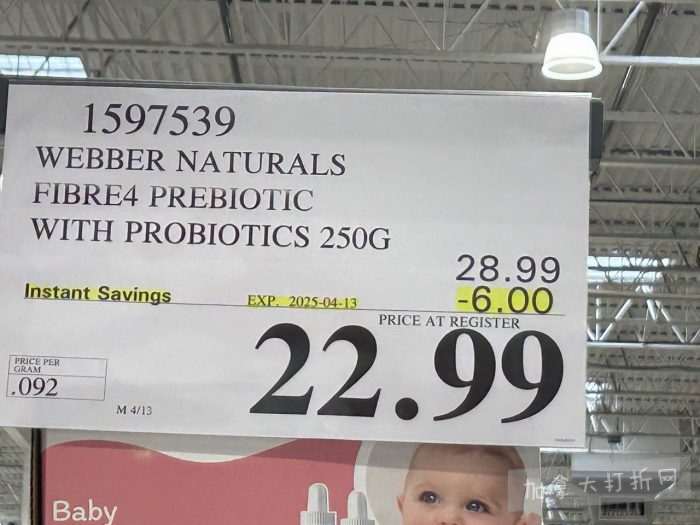 1597539
WEBBER NATURALS
FIBRE4 PREBIOTIC
WITH PROBIOTICS 250G
28.99
Instant Savings EXP. 2025-04-13 -6.00
PRICE AT REGISTER
22.99
PRICE PER
GRAM
.092
M 4/13
Baby
加拿大打折网